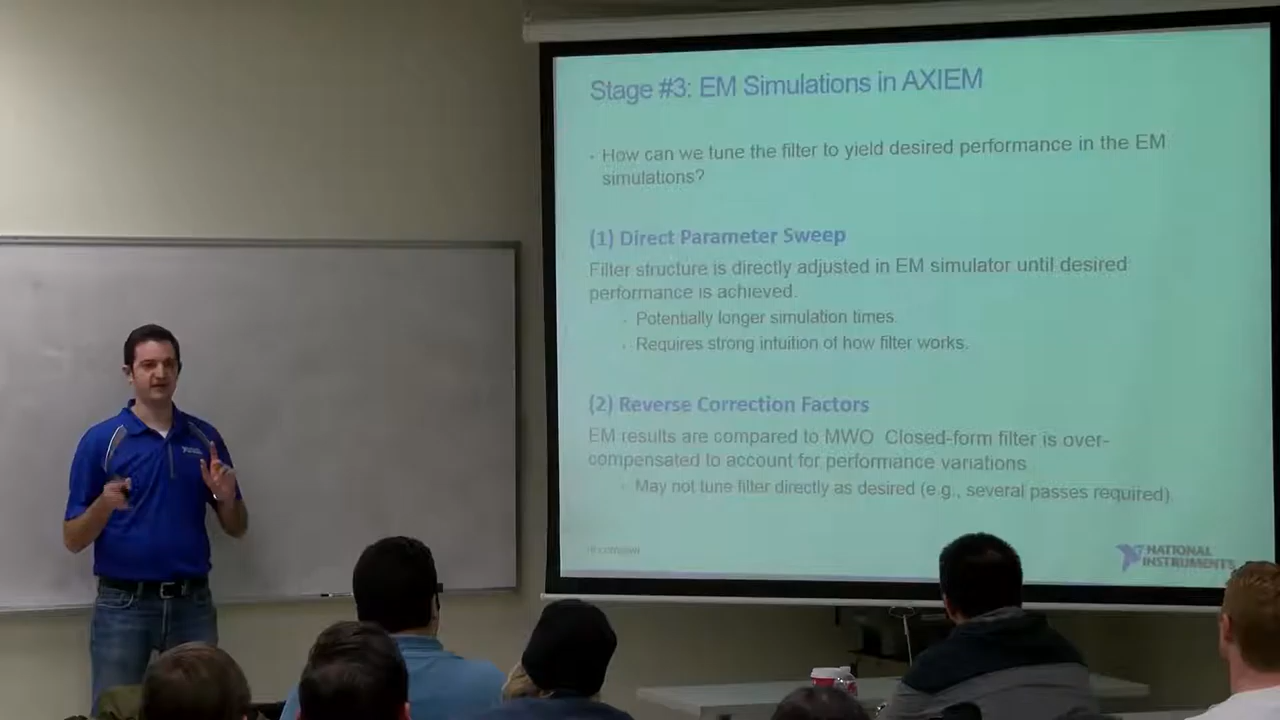 Stage #3: EM Simulations in AXIEM
· How can we tune the filter to yield desired performance in the EM
simulations?
(1) Direct Parameter Sweep
Filter structure is directly adjusted in EM simulator until desired
performance is achieved.
· Potentially longer simulation times.
· Requires strong intuition of how filter works.
(2) Reverse Correction Factors
EM results are compared to MWO Closed-form filter is over-
compensated to account for performance variations
· May not tune filter directly as desired (e.g., several passes required)
NATIONAL
INSTRUMENTS